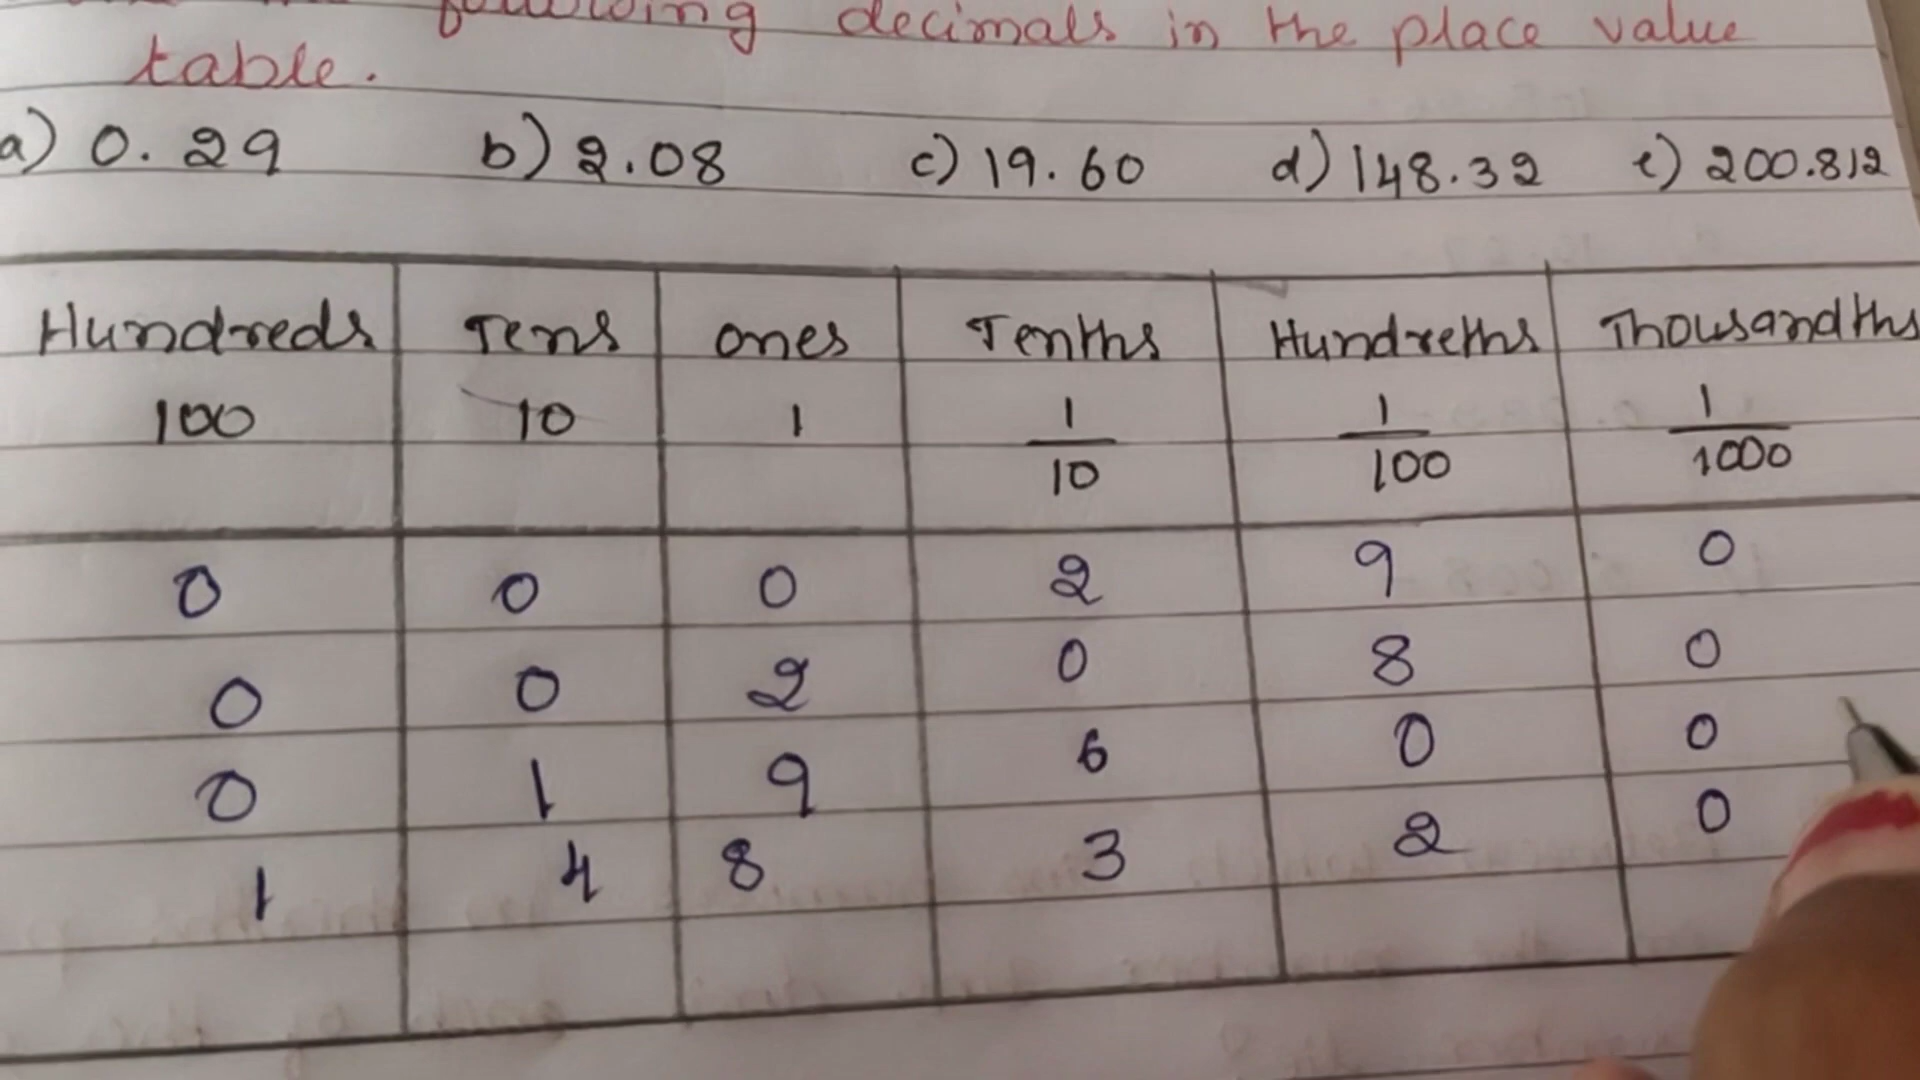 following decimals in the place value
table.
a) 0.29 b) 2.08 c) 19.60 d) 148.32 e) 200.812
Hundreds Tens ones Tenths Hundreths Thousandths
100 10 1 1/10 1/100 1/1000
0 0 0 2 9 0
0 0 2 0 8 0
0 1 9 6 0 0
1 4 8 3 2 0